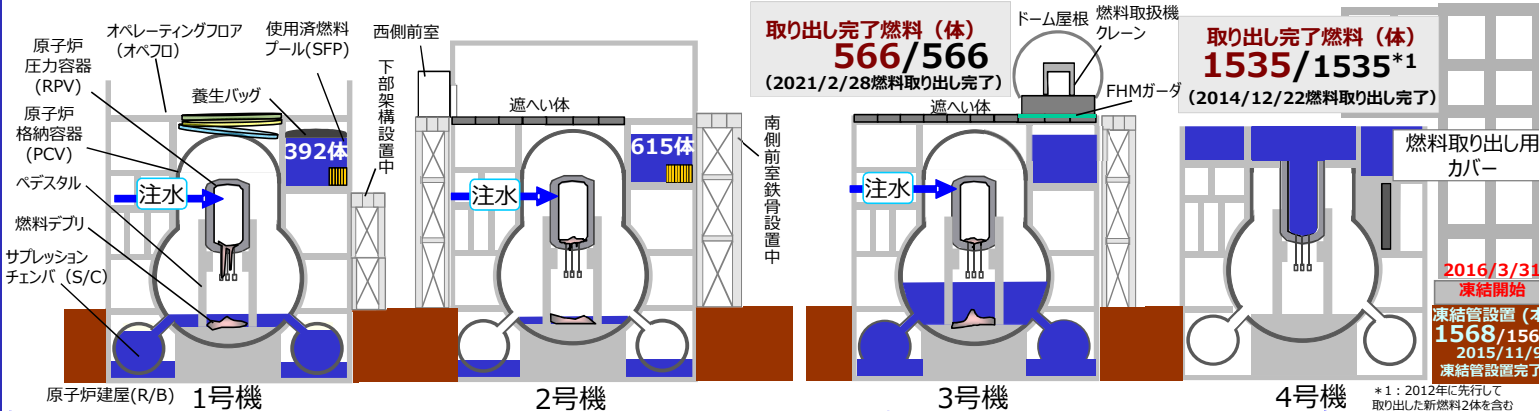 オペレーティングフロア
（オペフロ）
使用済燃料
プール(SFP)
原子炉
圧力容器
(RPV)
原子炉
格納容器
(PCV)
ペデスタル
燃料デブリ
サプレッション
チェンバ（S/C）
養生バッグ
392体
注水
下部架構設置中
原子炉建屋(R/B)
1号機
西側前室
遮へい体
615体
注水
南側前室鉄骨設置中
2号機
取り出し完了燃料（体）
566/566
（2021/2/28燃料取り出し完了）
ドーム屋根
燃料取扱機
クレーン
FHMガーダ
遮へい体
注水
3号機
取り出し完了燃料（体）
1535/1535*1
（2014/12/22燃料取り出し完了）
燃料取り出し用
カバー
4号機
2016/3/31
凍結開始
凍結管設置（本
1568/156
2015/11/9
凍結管設置完了
*1：2012年に先行して
取り出した新燃料2体を含む